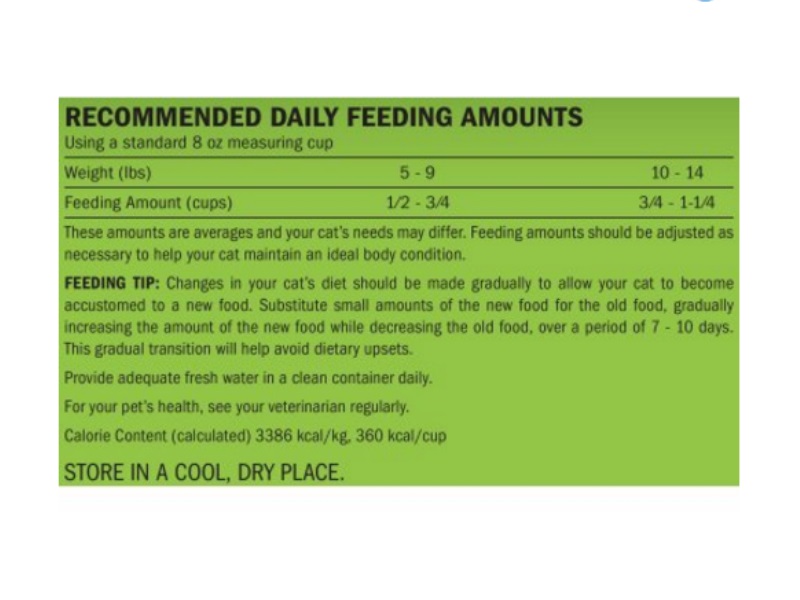 RECOMMENDED DAILY FEEDING AMOUNTS
Using a standard 8 oz measuring cup
Weight (lbs) 5 - 9 10 - 14
Feeding Amount (cups) 1/2 - 3/4 3/4 - 1-1/4
These amounts are averages and your cat's needs may differ. Feeding amounts should be adjusted as
necessary to help your cat maintain an ideal body condition.
FEEDING TIP: Changes in your cat's diet should be made gradually to allow your cat to become
accustomed to a new food. Substitute small amounts of the new food for the old food, gradually
increasing the amount of the new food while decreasing the old food, over a period of 7 - 10 days.
This gradual transition will help avoid dietary upsets.
Provide adequate fresh water in a clean container daily.
For your pet's health, see your veterinarian regularly.
Calorie Content (calculated) 3386 kcal/kg, 360 kcal/cup
STORE IN A COOL, DRY PLACE.